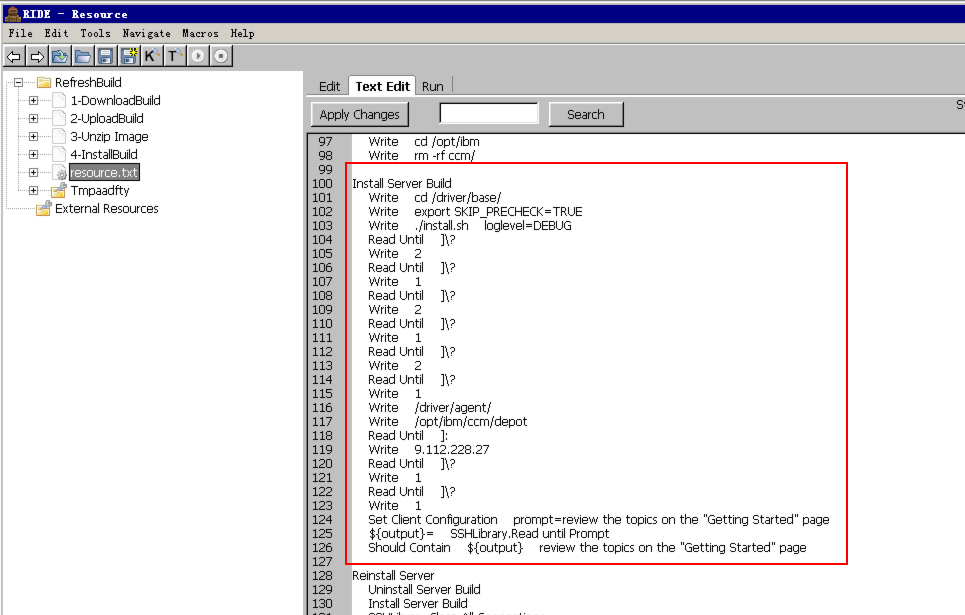 RIDE - Resource
File Edit Tools Navigate Macros Help
K T
RefreshBuild
1-DownloadBuild
2-UploadBuild
3-Unzip Image
4-InstallBuild
resource.txt
Tmpaadfty
External Resources
Edit Text Edit Run
Apply Changes Search
97 Write cd /opt/ibm
98 Write rm -rf ccm/
99
100 Install Server Build
101 Write cd /driver/base/
102 Write export SKIP_PRECHECK=TRUE
103 Write ./install.sh loglevel=DEBUG
104 Read Until ]\?
105 Write 2
106 Read Until ]\?
107 Write 1
108 Read Until ]\?
109 Write 2
110 Read Until ]\?
111 Write 1
112 Read Until ]\?
113 Write 2
114 Read Until ]\?
115 Write 1
116 Write /driver/agent/
117 Write /opt/ibm/ccm/depot
118 Read Until ]:
119 Write 9.112.228.27
120 Read Until ]\?
121 Write 1
122 Read Until ]\?
123 Write 1
124 Set Client Configuration prompt=review the topics on the "Getting Started" page
125 ${output}= SSHLibrary.Read until Prompt
126 Should Contain ${output} review the topics on the "Getting Started" page
127
128 Reinstall Server
129 Uninstall Server Build
130 Install Server Build